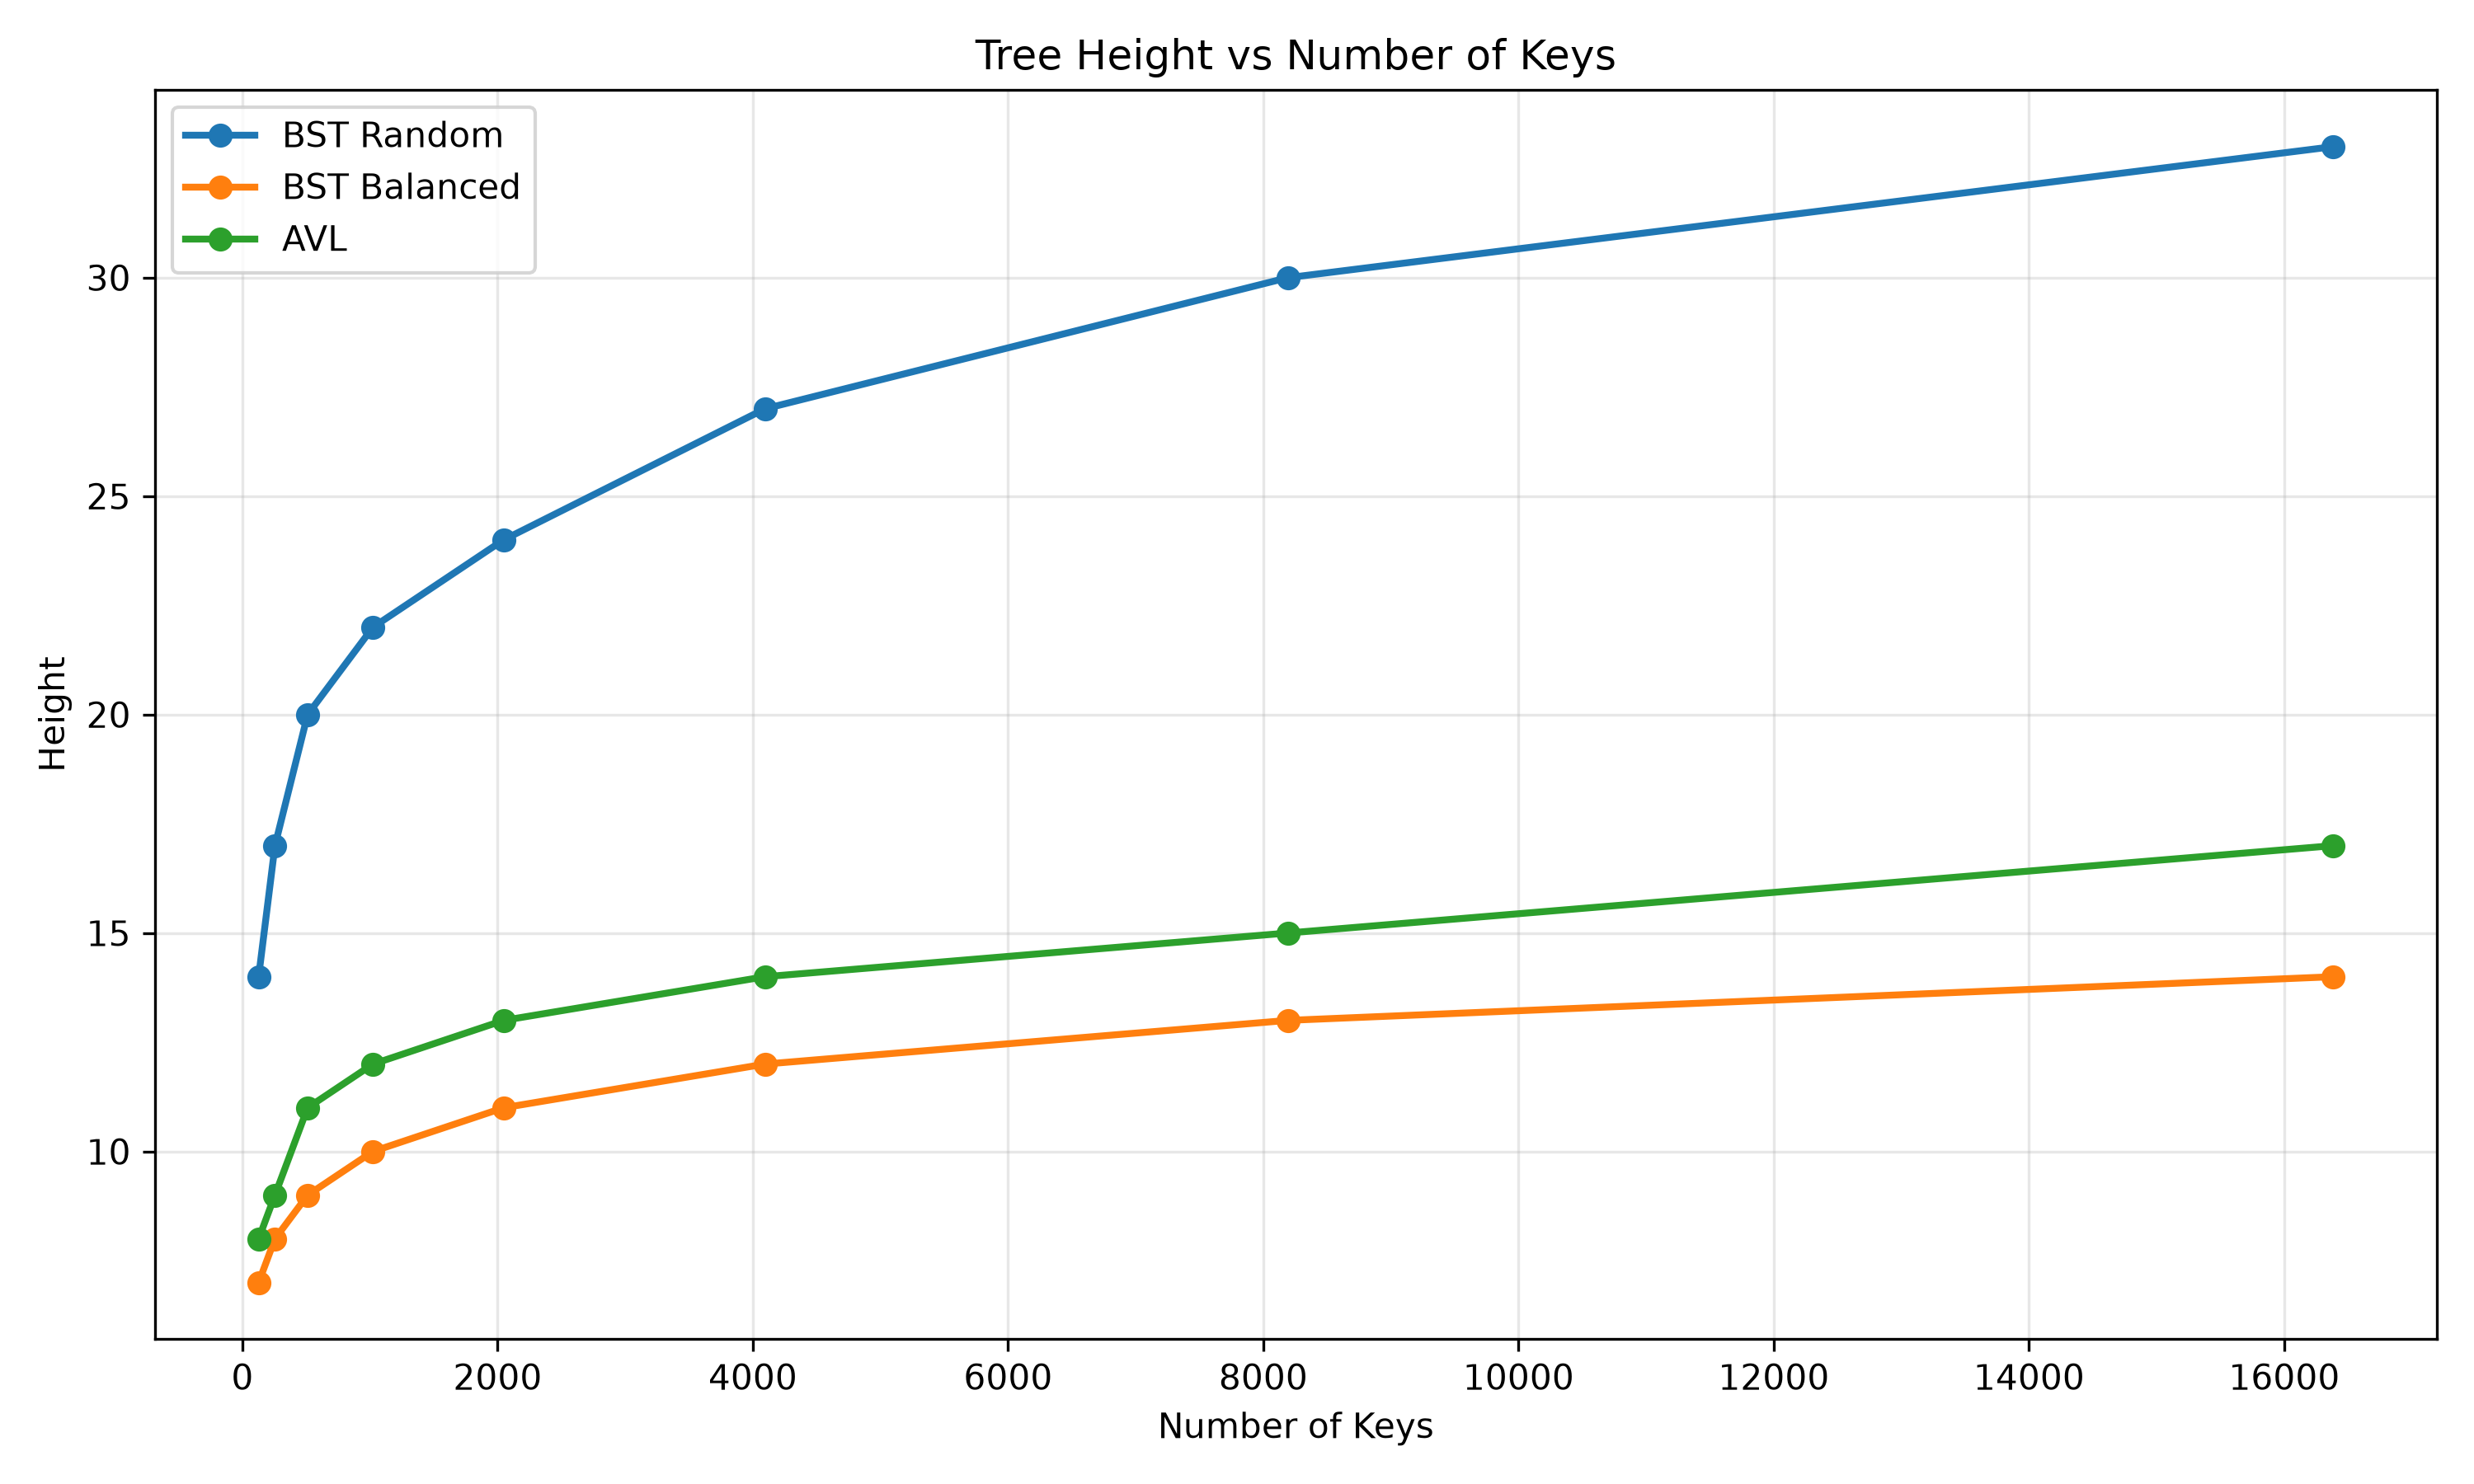 Tree Height vs Number of Keys
BST Random
BST Balanced
AVL
30
25
20
15
10
Height
0 2000 4000 6000 8000 10000 12000 14000 16000
Number of Keys